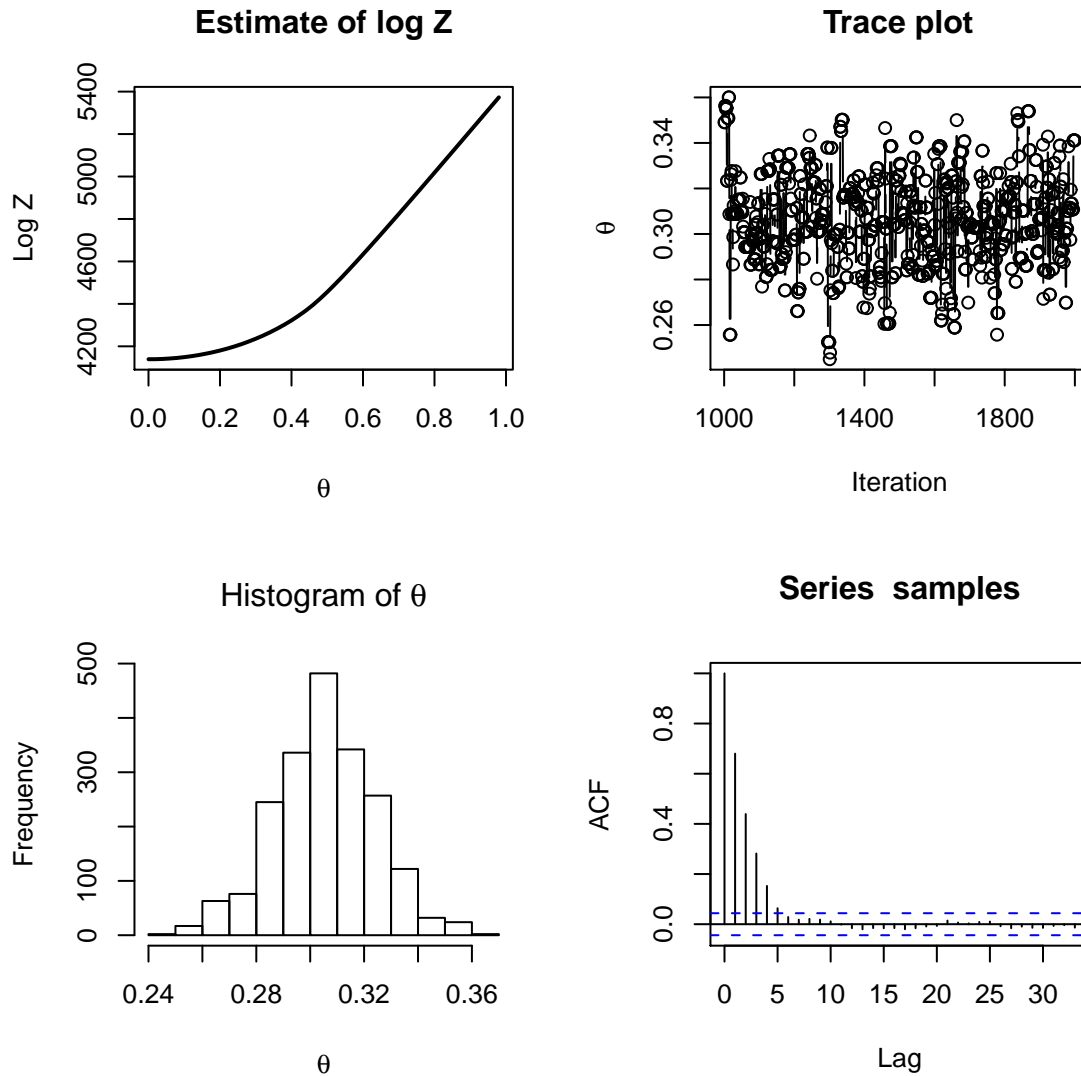 Estimate of log Z
Log Z
4200 4600 5000 5400
0.0 0.2 0.4 0.6 0.8 1.0
θ
Trace plot
θ
0.26 0.30 0.34
1000 1400 1800
Iteration
Histogram of θ
Frequency
0 100 300 500
0.24 0.28 0.32 0.36
θ
Series samples
ACF
0.0 0.4 0.8
0 5 10 15 20 25 30
Lag